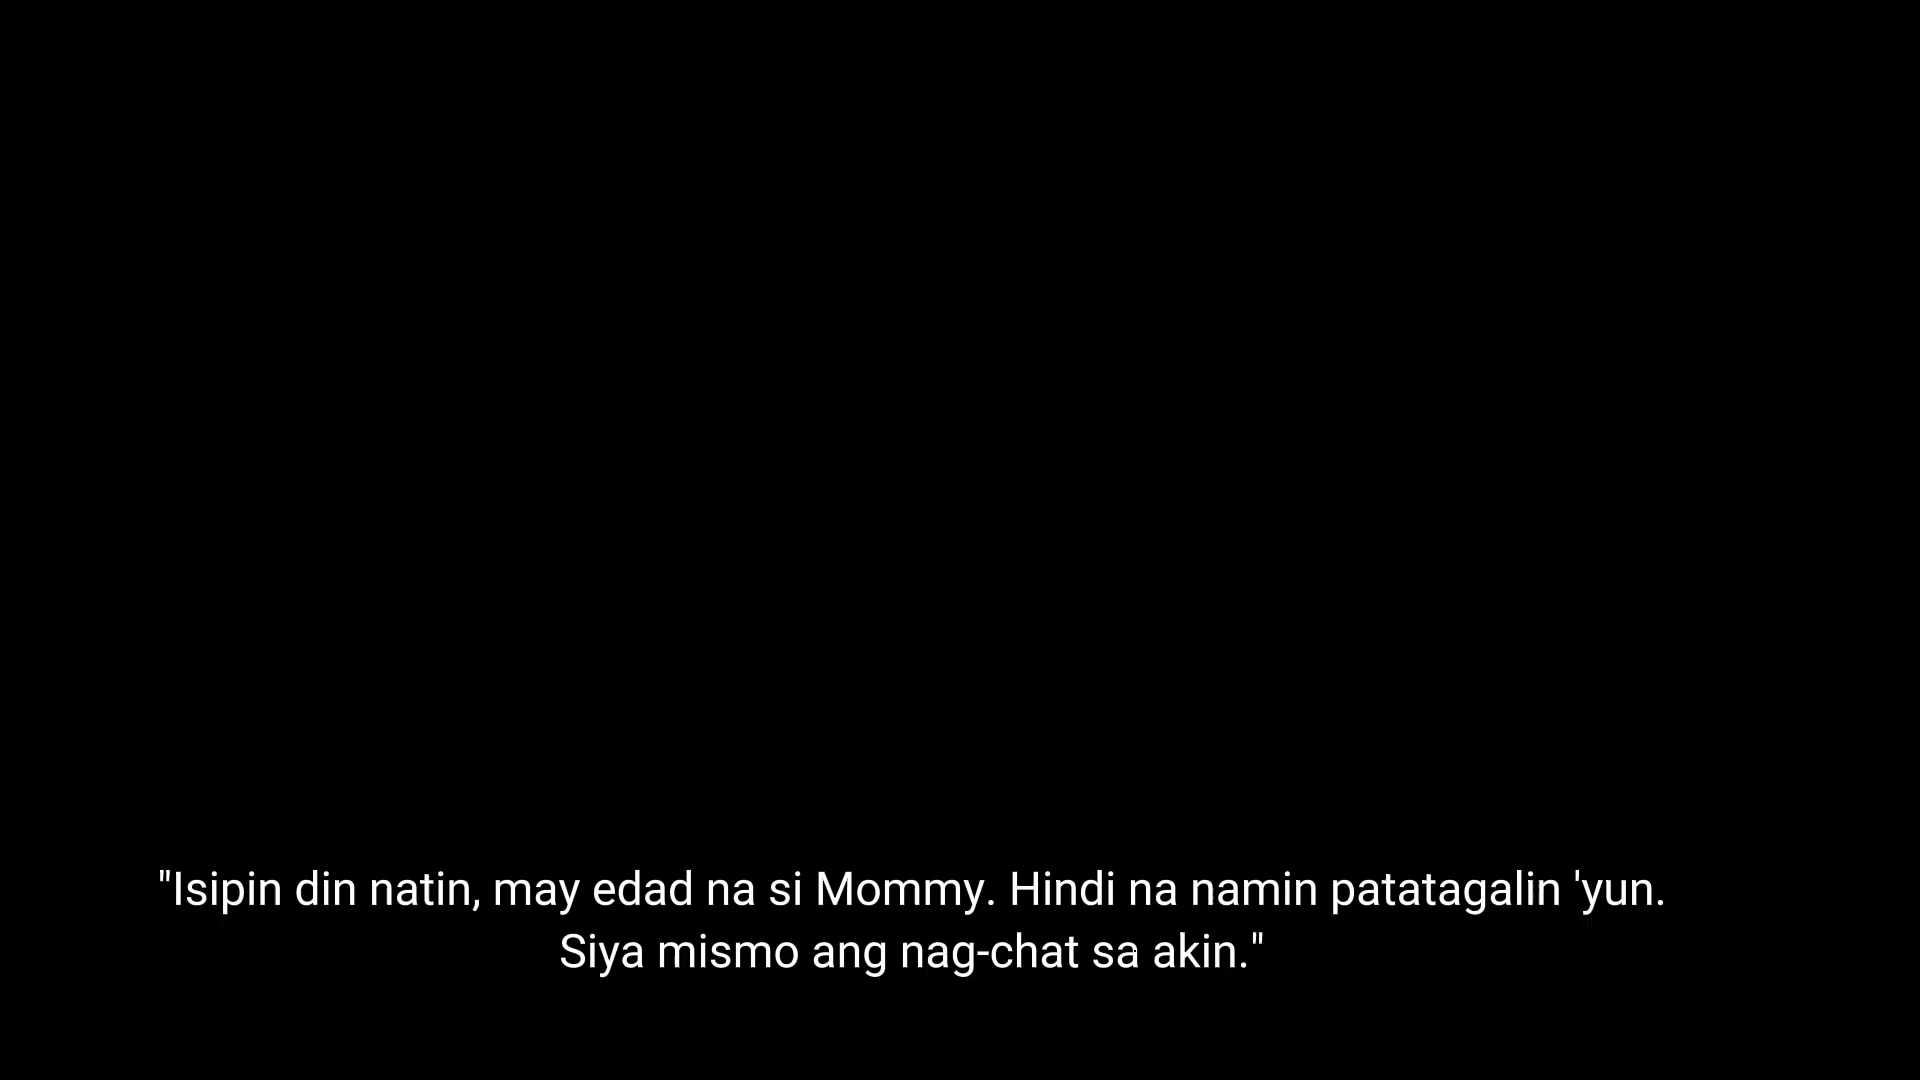 "Isipin din natin, may edad na si Mommy. Hindi na namin patatagalin 'yun.
Siya mismo ang nag-chat sa akin."